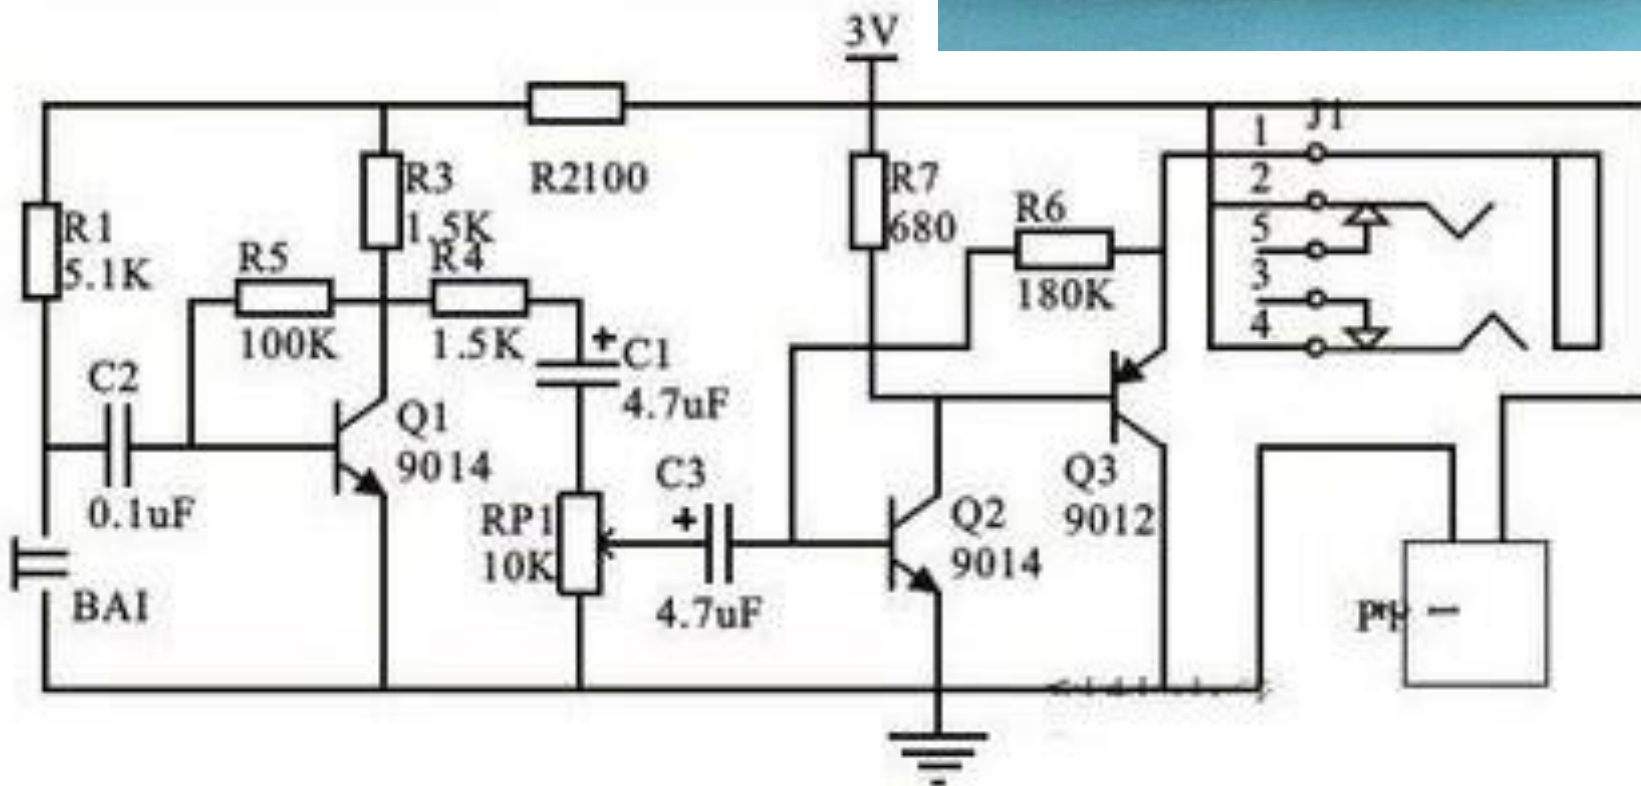 3V
R2100
R3
1.5K
R1
5.1K
R5
100K
R4
1.5K
C1
4.7uF
C2
0.1uF
Q1
9014
BAI
RP1
10K
C3
4.7uF
R7
680
R6
180K
Q2
9014
Q3
9012
J1
1
2
5
3
4